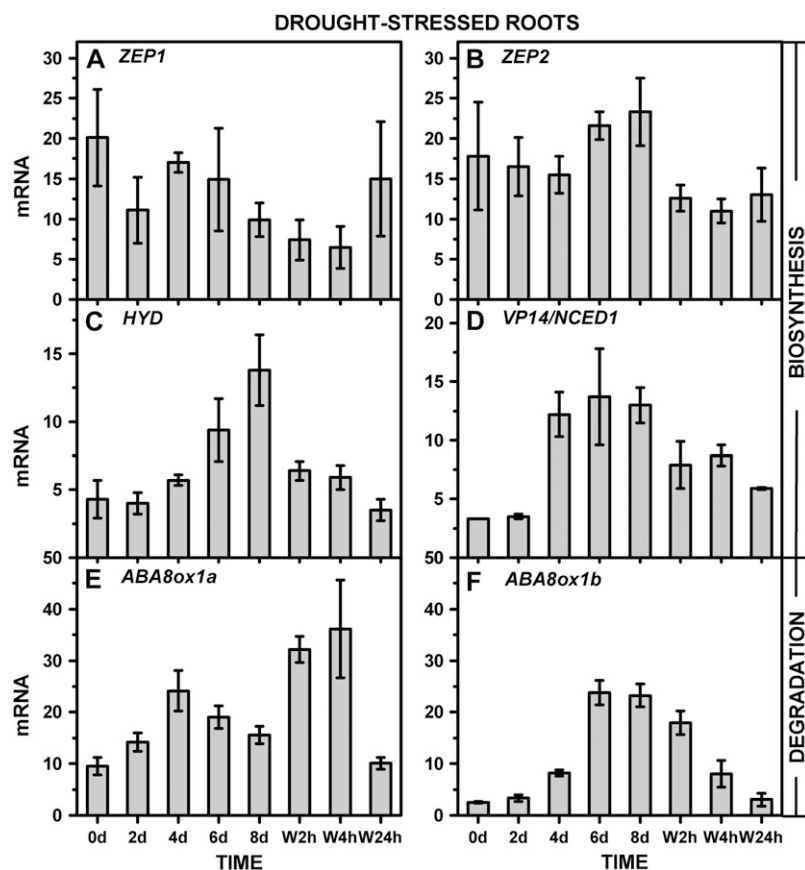 DROUGHT-STRESSED ROOTS
A ZEP1
B ZEP2
mRNA
30
25
20
15
10
5
0
30
25
20
15
10
5
0
BIOSYNTHESIS
C HYD
D VP14/NCED1
mRNA
15
10
5
20
15
10
5
E ABA8ox1a
F ABA8ox1b
mRNA
50
40
30
20
10
0
50
40
30
20
10
0
DEGRADATION
0d 2d 4d 6d 8d W2h W4h W24h
0d 2d 4d 6d 8d W2h W4h W24h
TIME
TIME